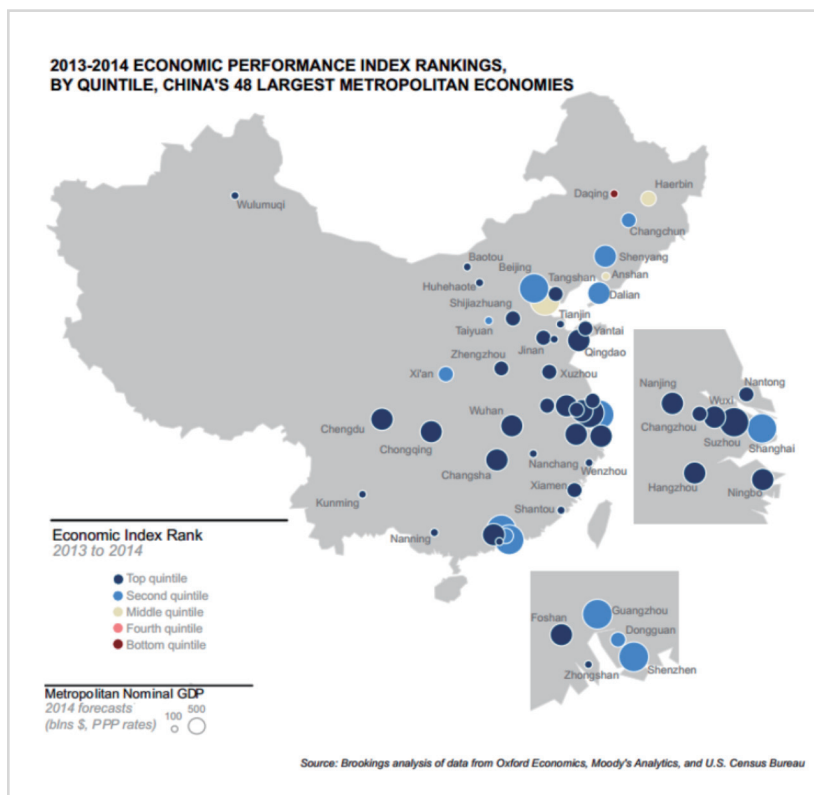 2013-2014 ECONOMIC PERFORMANCE INDEX RANKINGS,
BY QUINTILE, CHINA'S 48 LARGEST METROPOLITAN ECONOMIES
Daqing
Haerbin
Wulumuqi
Changchun
Baotou
Beijing
Shenyang
Tangshan
Anshan
Huhehaote
Dalian
Shijiazhuang
Tianjin
Taiyuan
Yantai
Jinan
Qingdao
Zhengzhou
Xi'an
Xuzhou
Nanjing
Nantong
Wuxi
Changzhou
Suzhou
Shanghai
Hangzhou
Ningbo
Wuhan
Chengdu
Chongqing
Changsha
Nanchang
Wenzhou
Xiamen
Kunming
Shantou
Nanning
Economic Index Rank
2013 to 2014
Top quintile
Second quintile
Middle quintile
Fourth quintile
Bottom quintile
Foshan
Guangzhou
Dongguan
Zhongshan
Shenzhen
Metropolitan Nominal GDP
2014 forecasts
(blns $, PPP rates)
100
500
Source: Brookings analysis of data from Oxford Economics, Moody's Analytics, and U.S. Census Bureau